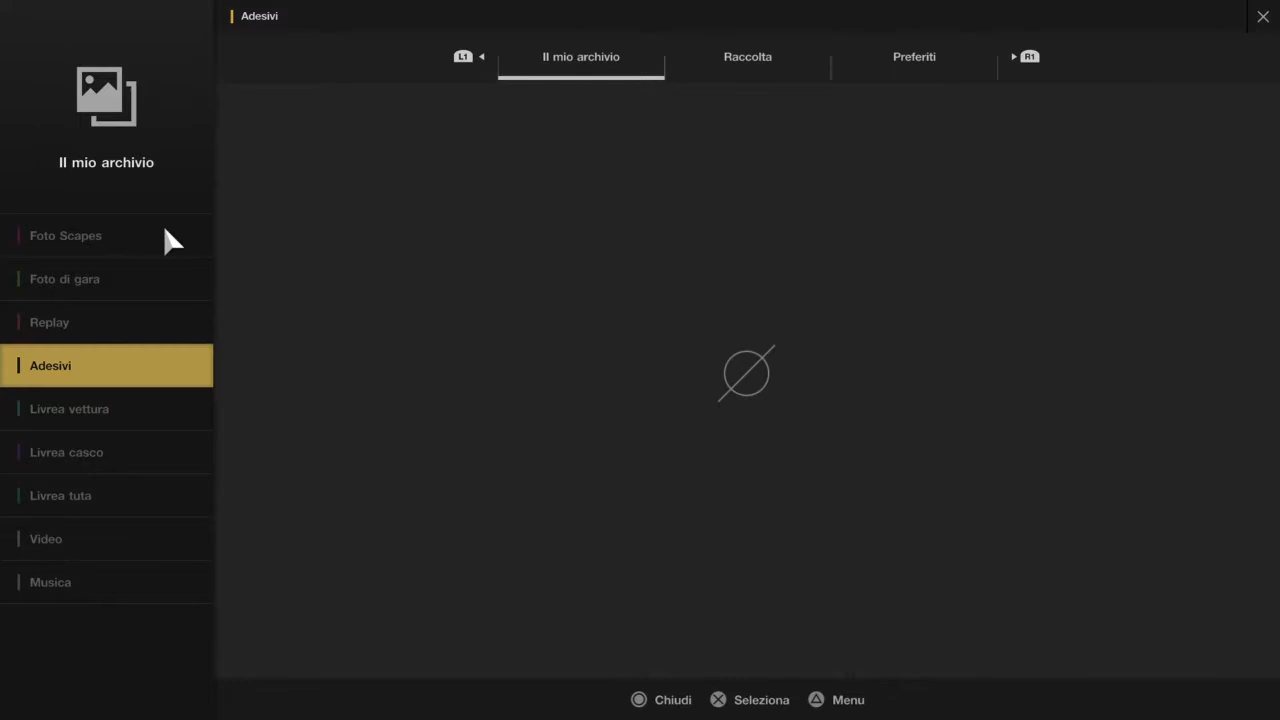 Adesivi
L1
Il mio archivio
Raccolta
Preferiti
R1
Il mio archivio
Foto Scapes
Foto di gara
Replay
Adesivi
Livrea vettura
Livrea casco
Livrea tuta
Video
Musica
Chiudi
Seleziona
Menu